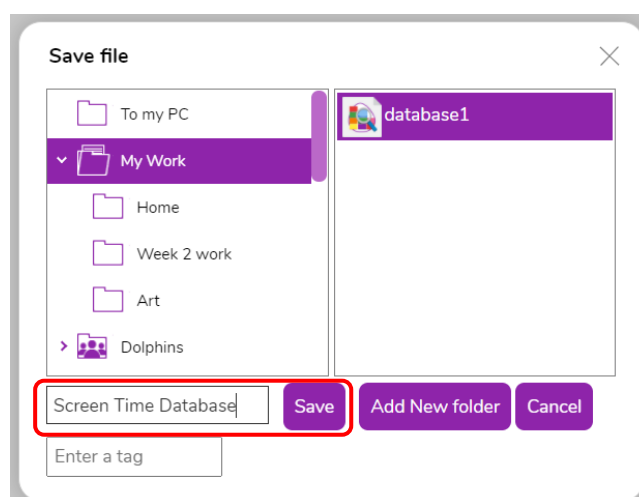 Save file
To my PC
My Work
Home
Week 2 work
Art
Dolphins
database1
Screen Time Database
Save
Add New folder
Cancel
Enter a tag